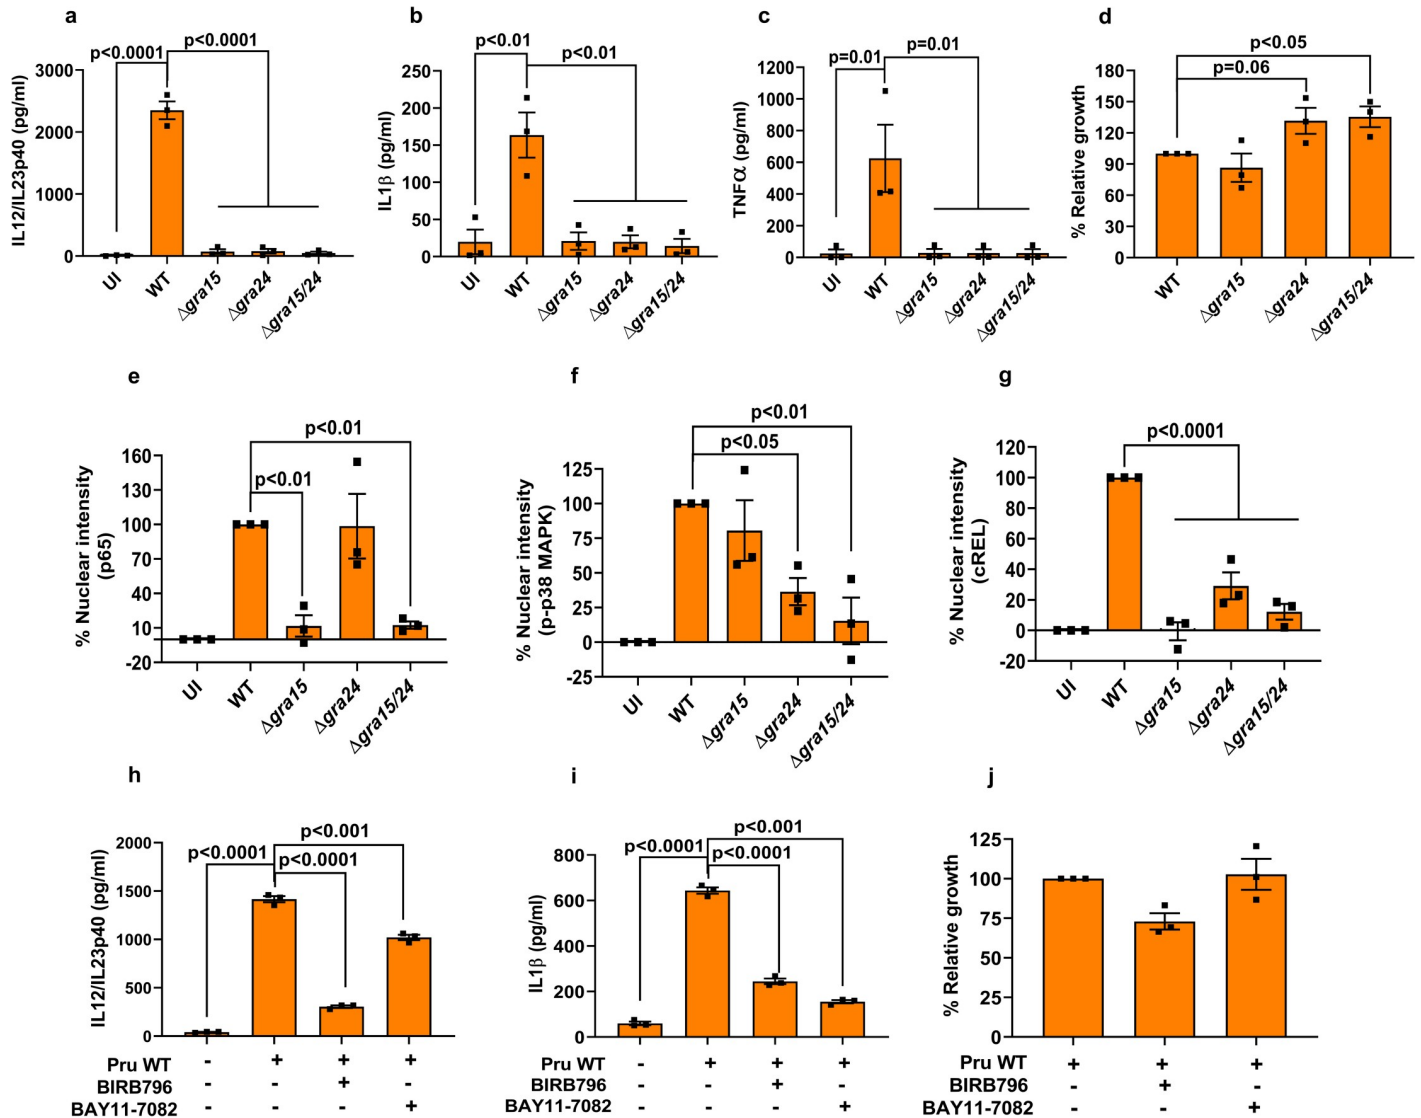 a
p<0.0001
p<0.0001
IL12/IL23p40 (pg/ml)
3000
2000
1000
0
UI
WT
Δgra15
Δgra24
Δgra15/24
b
p<0.01
p<0.01
IL1β (pg/ml)
250
200
150
100
50
0
UI
WT
Δgra15
Δgra24
Δgra15/24
c
p=0.01
p=0.01
TNFα (pg/ml)
1200
1000
800
600
400
200
0
UI
WT
Δgra15
Δgra24
Δgra15/24
d
p<0.05
p=0.06
% Relative growth
180
150
120
90
60
30
0
WT
Δgra15
Δgra24
Δgra15/24
e
p<0.01
p<0.01
% Nuclear intensity
(p65)
160
130
100
70
40
10
-20
UI
WT
Δgra15
Δgra24
Δgra15/24
f
p<0.01
p<0.05
% Nuclear intensity
(p-p38 MAPK)
125
100
75
50
25
0
-25
UI
WT
Δgra15
Δgra24
Δgra15/24
g
p<0.0001
% Nuclear intensity
(cREL)
120
100
80
60
40
20
0
-20
UI
WT
Δgra15
Δgra24
Δgra15/24
h
p<0.001
p<0.0001
p<0.0001
IL12/IL23p40 (pg/ml)
2000
1500
1000
500
0
Pru WT - + + +
BIRB796 - - + -
BAY11-7082 - - - +
i
p<0.001
p<0.0001
p<0.0001
IL1β (pg/ml)
800
600
400
200
0
Pru WT - + + +
BIRB796 - - + -
BAY11-7082 - - - +
j
% Relative growth
125
100
75
50
25
0
Pru WT + + +
BIRB796 - + -
BAY11-7082 - - +